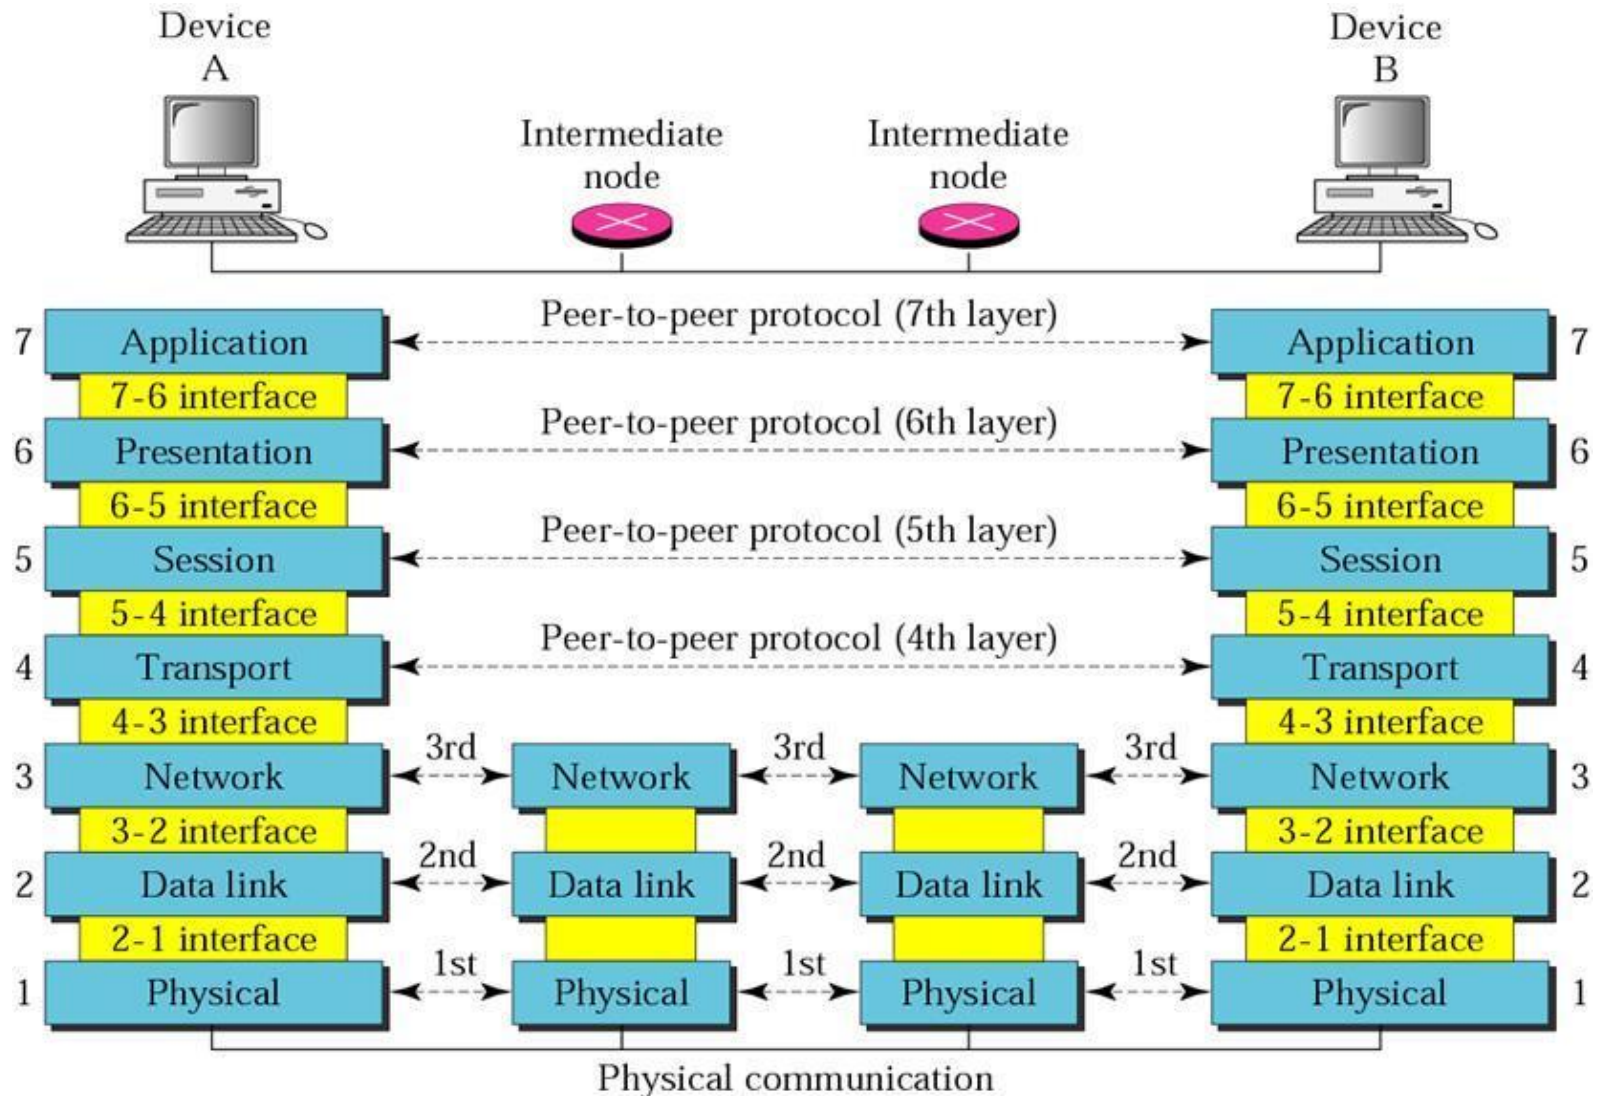 Device
A
Device
B
Intermediate
node
Intermediate
node
Peer-to-peer protocol (7th layer)
7 Application Application 7
7-6 interface 7-6 interface
Peer-to-peer protocol (6th layer)
6 Presentation Presentation 6
6-5 interface 6-5 interface
Peer-to-peer protocol (5th layer)
5 Session Session 5
5-4 interface 5-4 interface
Peer-to-peer protocol (4th layer)
4 Transport Transport 4
4-3 interface 4-3 interface
3rd 3rd 3rd
3 Network Network Network Network 3
3-2 interface 3-2 interface
2nd 2nd 2nd
2 Data link Data link Data link Data link 2
2-1 interface 2-1 interface
1st 1st 1st
1 Physical Physical Physical Physical 1
Physical communication